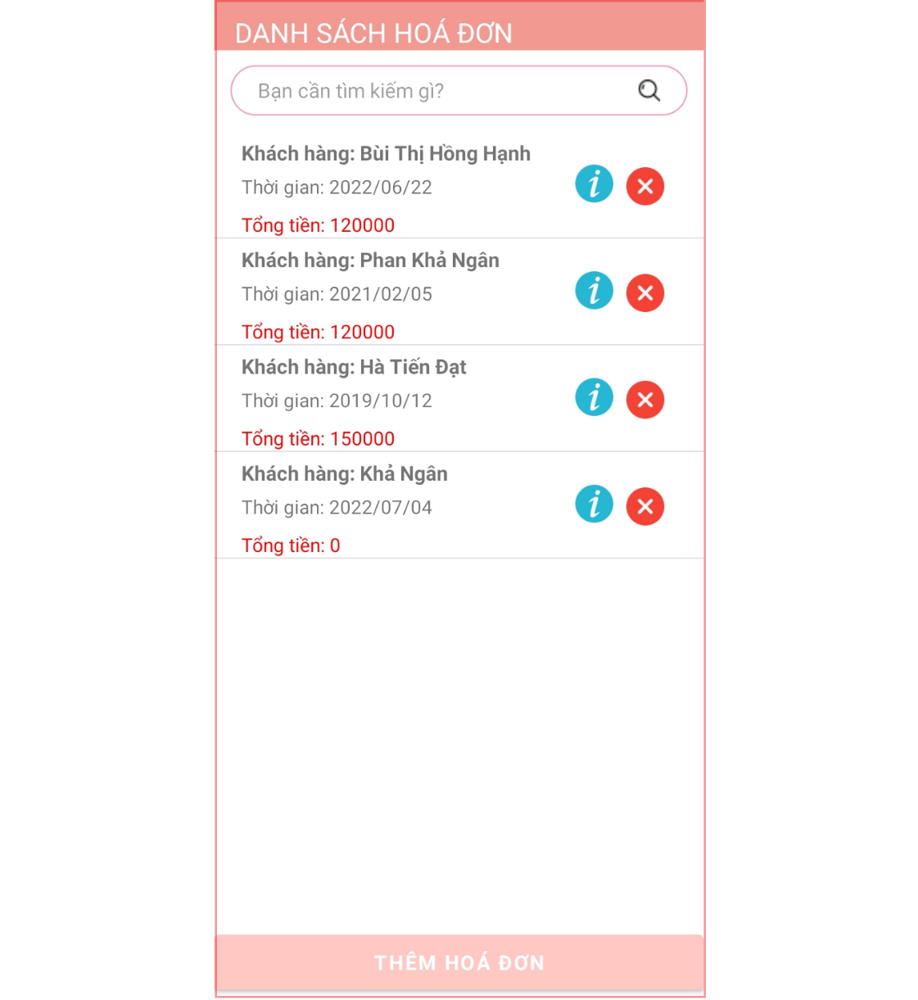 DANH SÁCH HOÁ ĐƠN
Bạn cần tìm kiếm gì?
Khách hàng: Bùi Thị Hồng Hạnh
Thời gian: 2022/06/22
Tổng tiền: 120000
Khách hàng: Phan Khả Ngân
Thời gian: 2021/02/05
Tổng tiền: 120000
Khách hàng: Hà Tiến Đạt
Thời gian: 2019/10/12
Tổng tiền: 150000
Khách hàng: Khả Ngân
Thời gian: 2022/07/04
Tổng tiền: 0
THÊM HOÁ ĐƠN